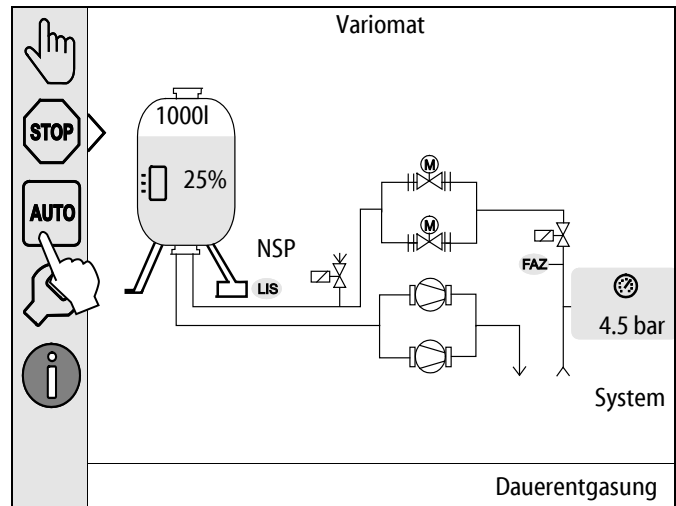 Variomat
STOP
AUTO
i
1000l
25%
NSP
LIS
M
M
FAZ
4.5 bar
System
Dauerentgasung